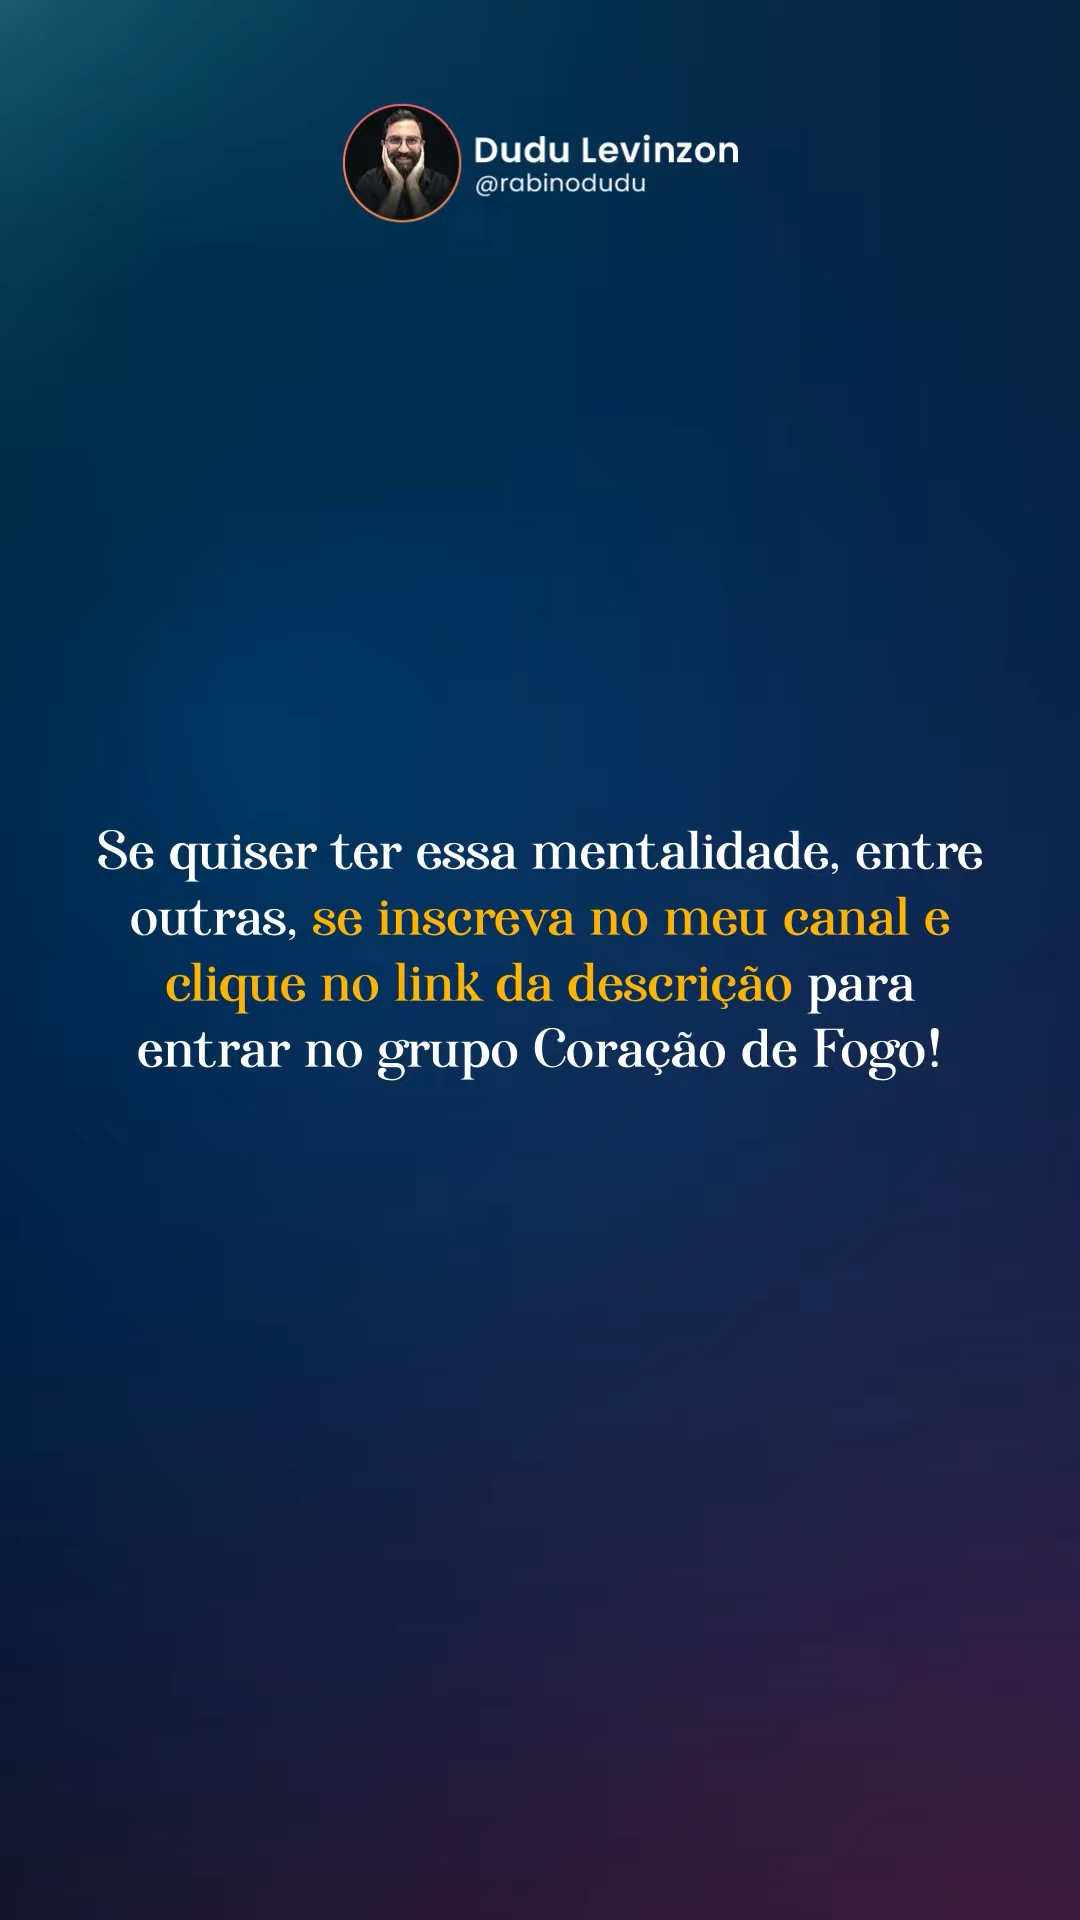 Dudu Levinzon
@rabinodudu
Se quiser ter essa mentalidade, entre
outras, se inscreva no meu canal e
clique no link da descrição para
entrar no grupo Coração de Fogo!